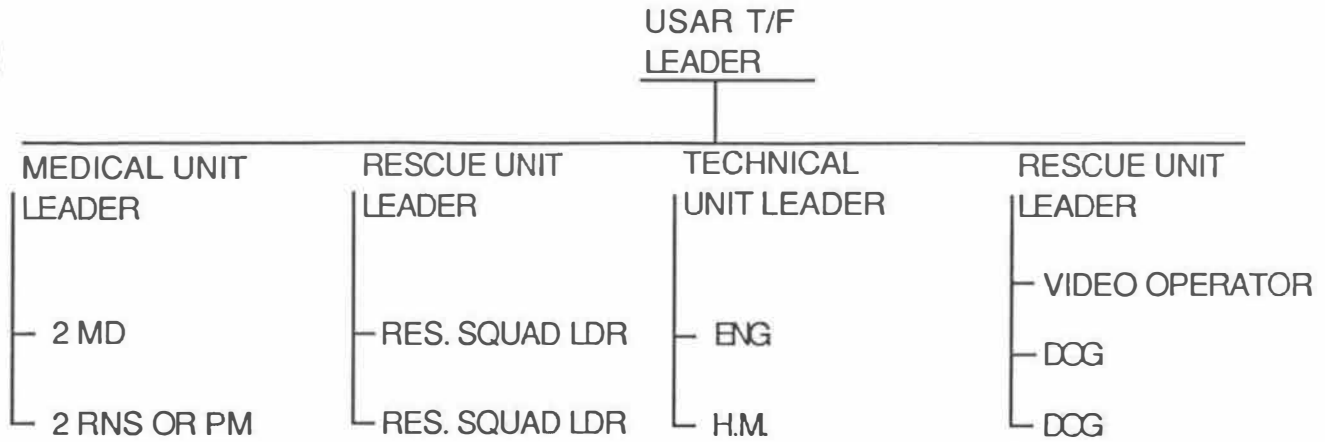 USAR T/F
LEADER
MEDICAL UNIT
LEADER
2 MD
2 RNS OR PM
RESCUE UNIT
LEADER
RES. SQUAD LDR
RES. SQUAD LDR
TECHNICAL
UNIT LEADER
ENG
H.M.
RESCUE UNIT
LEADER
VIDEO OPERATOR
DOG
DOG